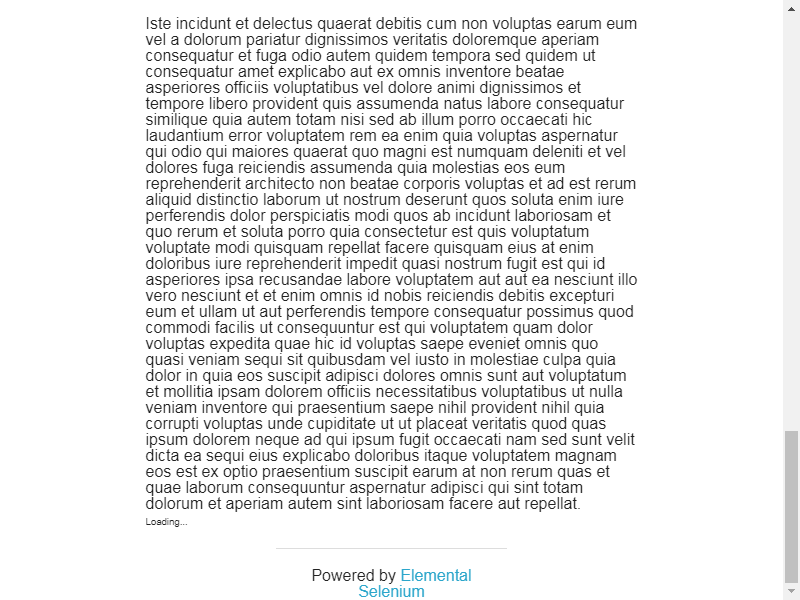 Iste incidunt et delectus quaerat debitis cum non voluptas earum eum
vel a dolorum pariatur dignissimos veritatis doloremque aperiam
consequatur et fuga odio autem quidem tempora sed quidem ut
consequatur amet explicabo aut ex omnis inventore beatae
asperiores officiis voluptatibus vel dolore animi dignissimos et
tempore libero provident quis assumenda natus labore consequatur
similique quia autem totam nisi sed ab illum porro occaecati hic
laudantium error voluptatem rem ea enim quia voluptas aspernatur
qui odio qui maiores quaerat quo magni est numquam deleniti et vel
dolores fuga reiciendis assumenda quia molestias eos eum
reprehenderit architecto non beatae corporis voluptas et ad est rerum
aliquid distinctio laborum ut nostrum deserunt quos soluta enim iure
perferendis dolor perspiciatis modi quos ab incidunt laboriosam et
quo rerum et soluta porro quia consectetur est quis voluptatum
voluptate modi quisquam repellat facere quisquam eius at enim
doloribus iure reprehenderit impedit quasi nostrum fugit est qui id
asperiores ipsa recusandae labore voluptatem aut aut ea nesciunt illo
vero nesciunt et et enim omnis id nobis reiciendis debitis excepturi
eum et ullam ut aut perferendis tempore consequatur possimus quod
commodi facilis ut consequuntur est qui voluptatem quam dolor
voluptas expedita quae hic id voluptas saepe eveniet omnis quo
quasi veniam sequi sit quibusdam vel iusto in molestiae culpa quia
dolor in quia eos suscipit adipisci dolores omnis sunt aut voluptatum
et mollitia ipsam dolorem officiis necessitatibus voluptatibus ut nulla
veniam inventore qui praesentium saepe nihil provident nihil quia
corrupti voluptas unde cupiditate ut ut placeat veritatis quod quas
ipsum dolorem neque ad qui ipsum fugit occaecati nam sed sunt velit
dicta ea sequi eius explicabo doloribus itaque voluptatem magnam
eos est ex optio praesentium suscipit earum at non rerum quas et
quae laborum consequuntur aspernatur adipisci qui sint totam
dolorum et aperiam autem sint laboriosam facere aut repellat.
Loading...
Powered by Elemental
Selenium